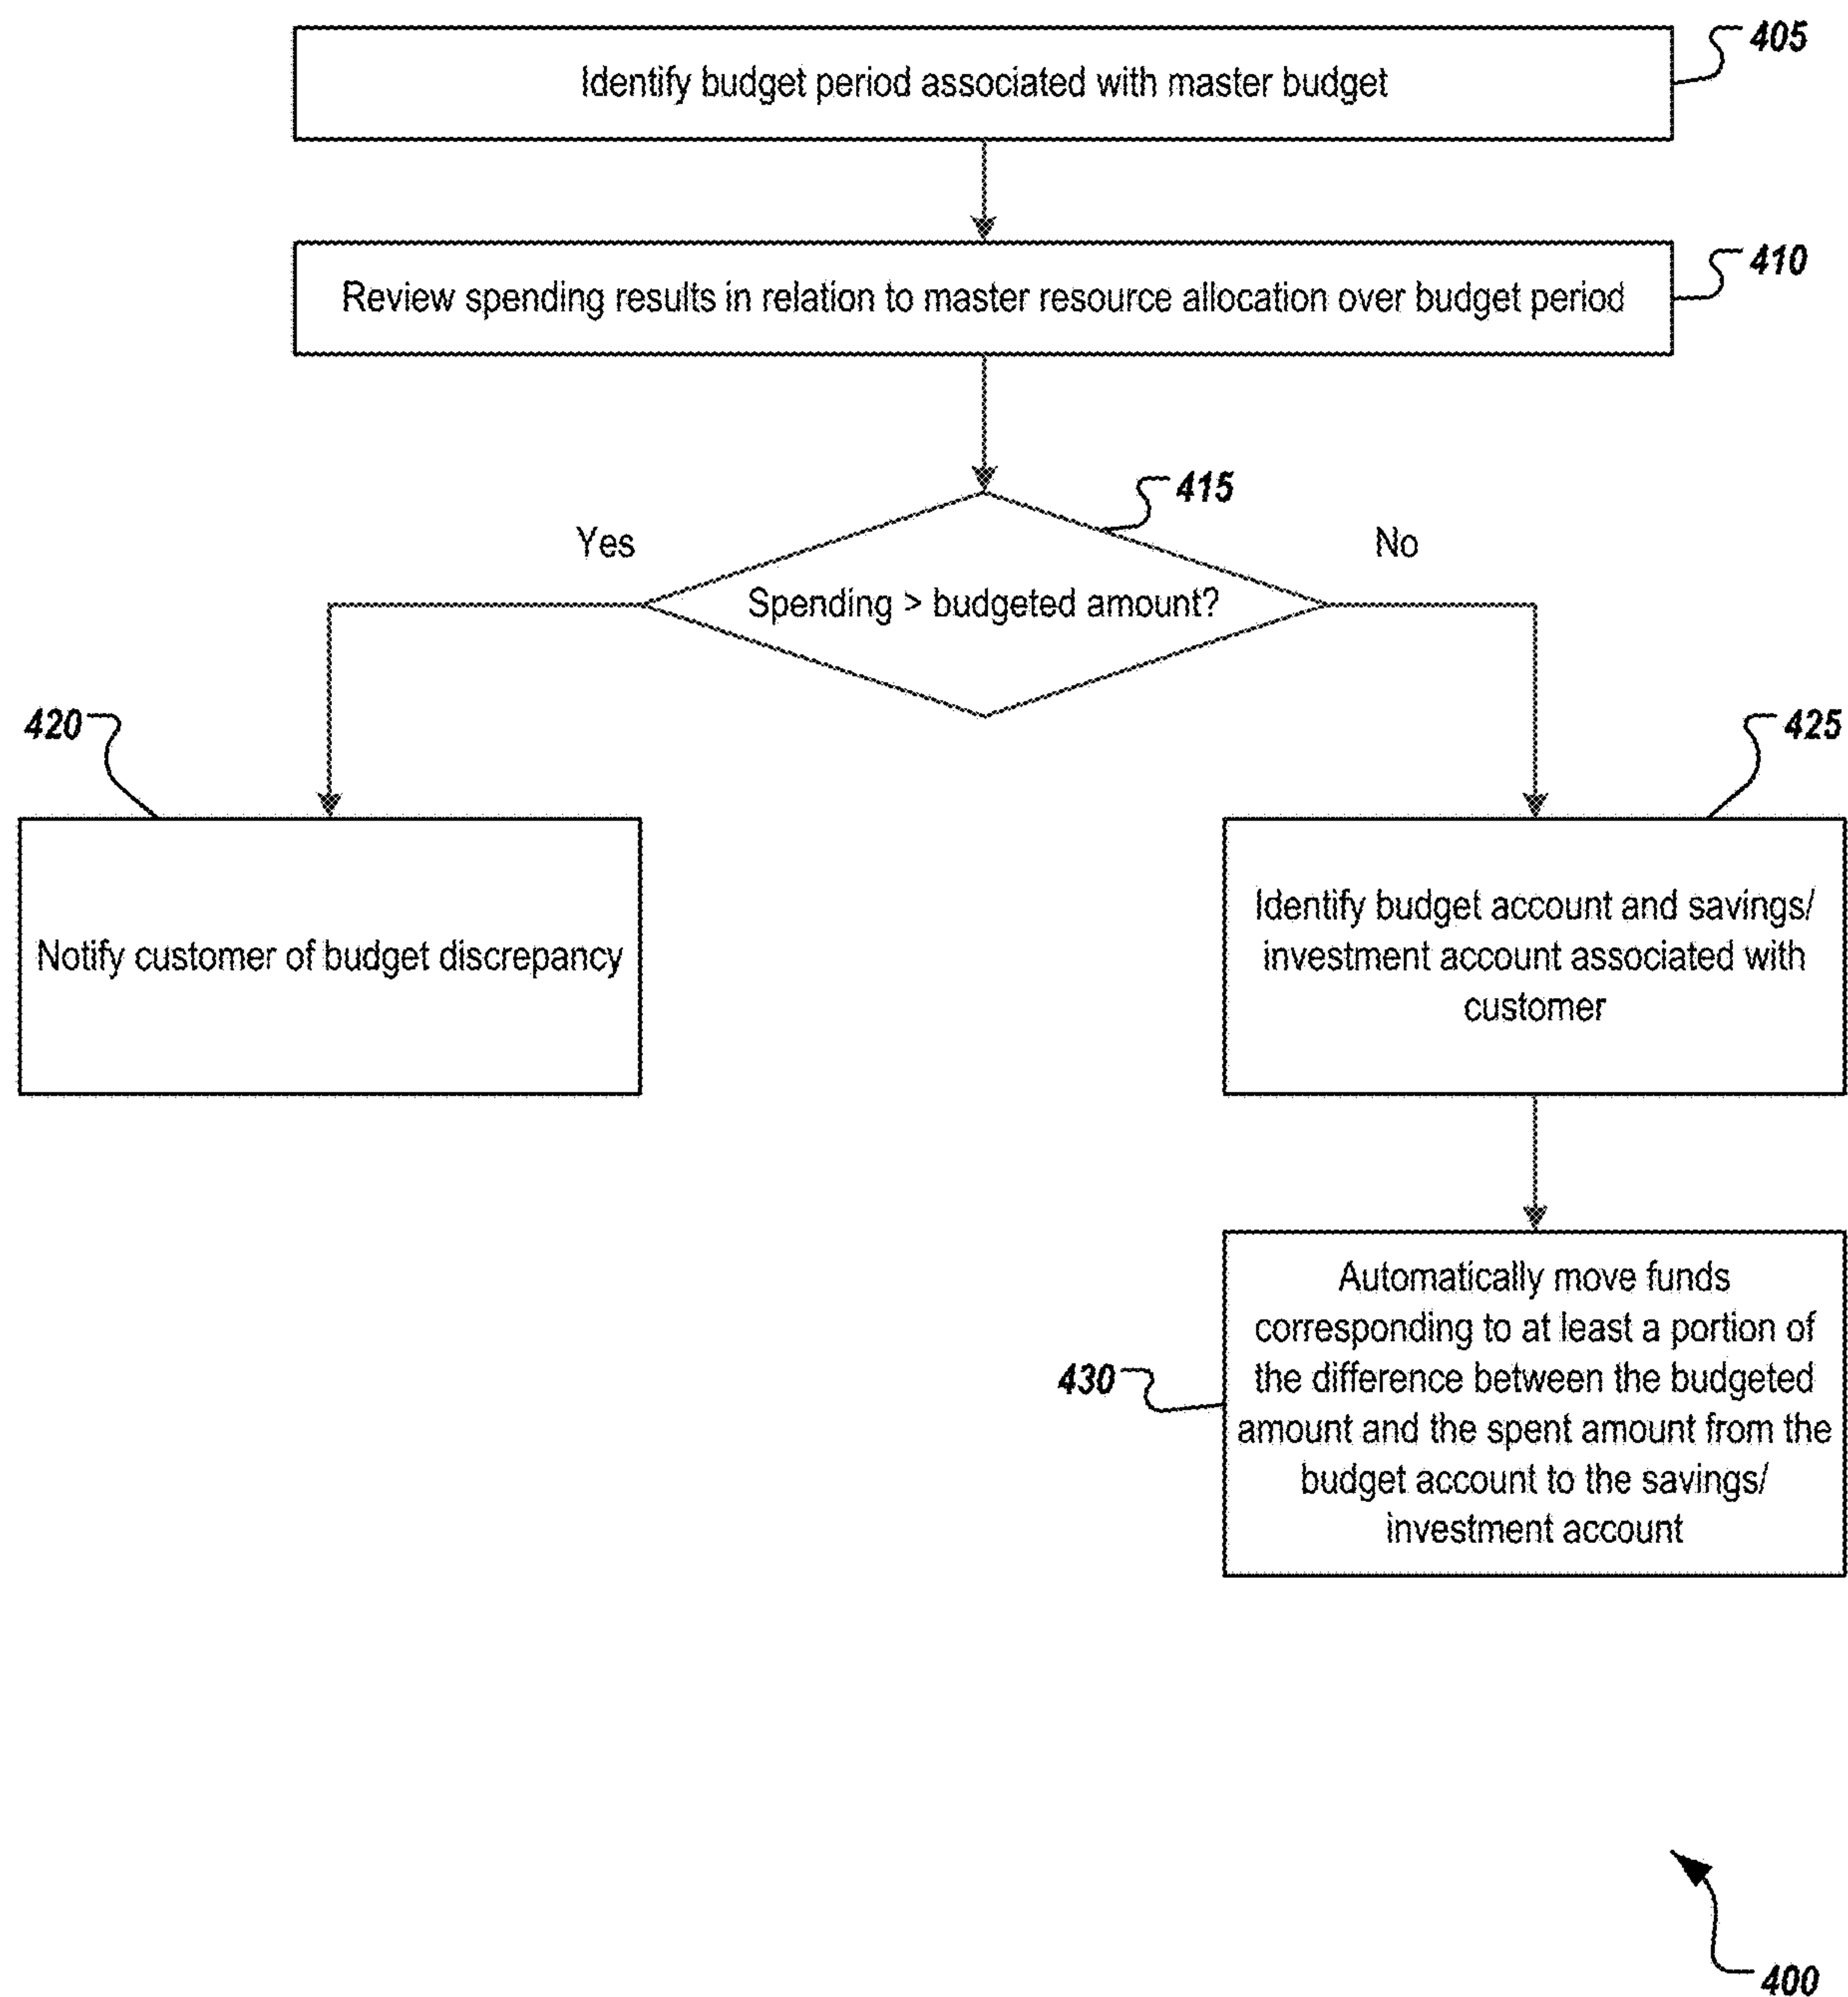 405
Identify budget period associated with master budget
410
Review spending results in relation to master resource allocation over budget period
415
Yes
No
Spending > budgeted amount?
420
425
Notify customer of budget discrepancy
Identify budget account and savings/
investment account associated with
customer
430
Automatically move funds
corresponding to at least a portion of
the difference between the budgeted
amount and the spent amount from the
budget account to the savings/
investment account
400